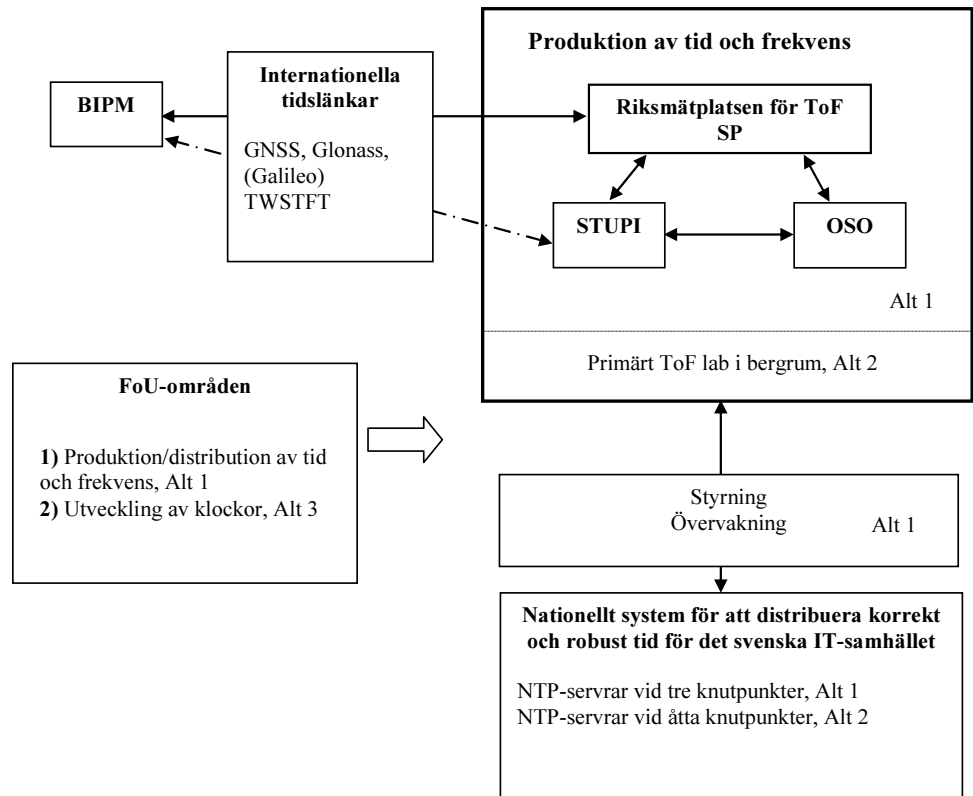 Produktion av tid och frekvens
Internationella
tidslänkar
BIPM
Riksmätplatsen för ToF
SP
GNSS, Glonass,
(Galileo)
TWSTFT
STUPI
OSO
Alt 1
Primärt ToF lab i bergrum, Alt 2
FoU-områden
1) Produktion/distribution av tid
och frekvens, Alt 1
2) Utveckling av klockor, Alt 3
Styrning
Övervakning
Alt 1
Nationellt system för att distribuera korrekt
och robust tid för det svenska IT-samhället
NTP-servrar vid tre knutpunkter, Alt 1
NTP-servrar vid åtta knutpunkter, Alt 2